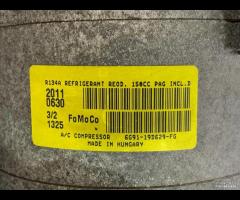 R134A REFRIGERANT REQD. 150CC PAG INCL.D
2011
0630
3/2 FoMoCo
1325
A/C COMPRESSOR 6G91-19D629-FG
MADE IN HUNGARY